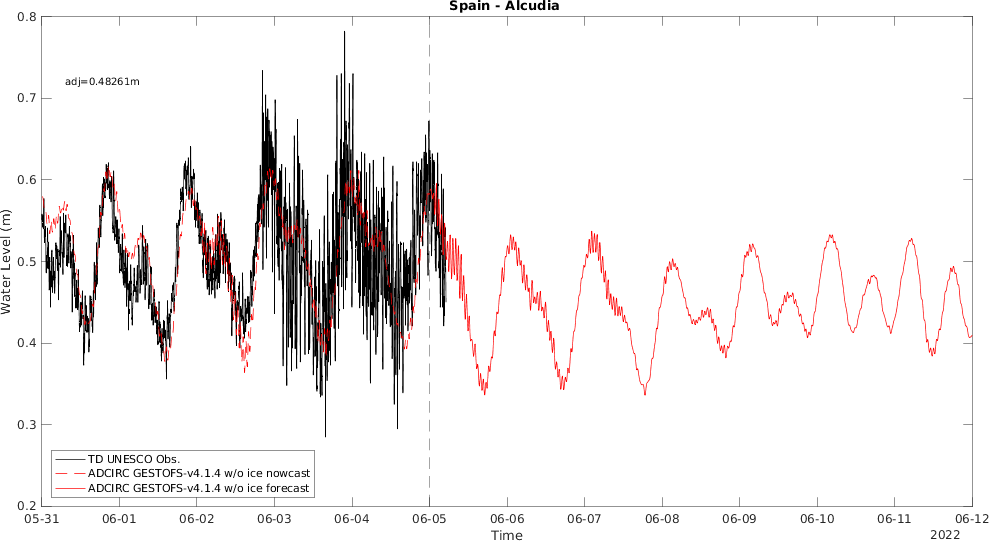 Spain - Alcudia
adj=0.48261m
Water Level (m)
0.8
0.7
0.6
0.5
0.4
0.3
0.2
TD UNESCO Obs.
ADCIRC GESTOFS-v4.1.4 w/o ice nowcast
ADCIRC GESTOFS-v4.1.4 w/o ice forecast
05-31 06-01 06-02 06-03 06-04 06-05 06-06 06-07 06-08 06-09 06-10 06-11 06-12
Time
2022